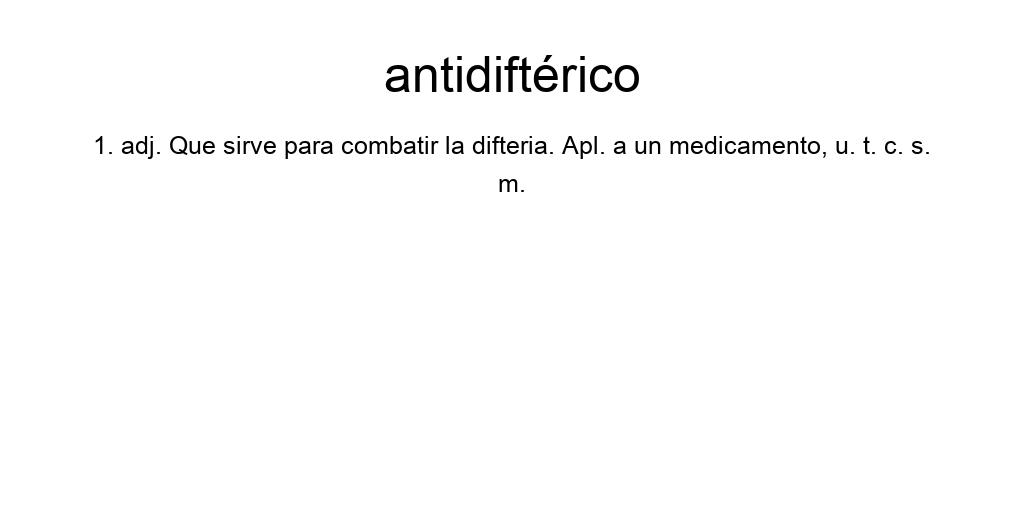 antidiftérico
1. adj. Que sirve para combatir la difteria. Apl. a un medicamento, u. t. c. s.
m.